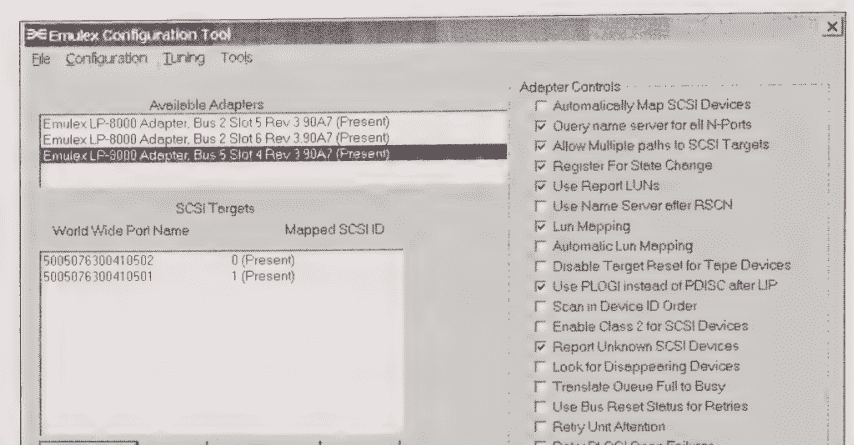 Emulex Configuration Tool
File Configuration Tuning Tools
Available Adapters
Emulex LP-8000 Adapter, Bus 2 Slot 5 Rev 3.90A7 (Present)
Emulex LP-8000 Adapter, Bus 2 Slot 6 Rev 3.90A7 (Present)
Emulex LP-8000 Adapter, Bus 5 Slot 4 Rev 3.90A7 (Present)
SCSI Targets
World Wide Port Name Mapped SCSI ID
5005076300410502 0 (Present)
5005076300410501 1 (Present)
Adapter Controls
Automatically Map SCSI Devices
Query name server for all N-Ports
Allow Multiple paths to SCSI Targets
Register For State Change
Use Report LUNs
Use Name Server after RSCN
Lun Mapping
Automatic Lun Mapping
Disable Target Reset for Tape Devices
Use PLOGI instead of PDISC after LIP
Scan in Device ID Order
Enable Class 2 for SCSI Devices
Report Unknown SCSI Devices
Look for Disappearing Devices
Translate Queue Full to Busy
Use Bus Reset Status for Retries
Retry Unit Attention